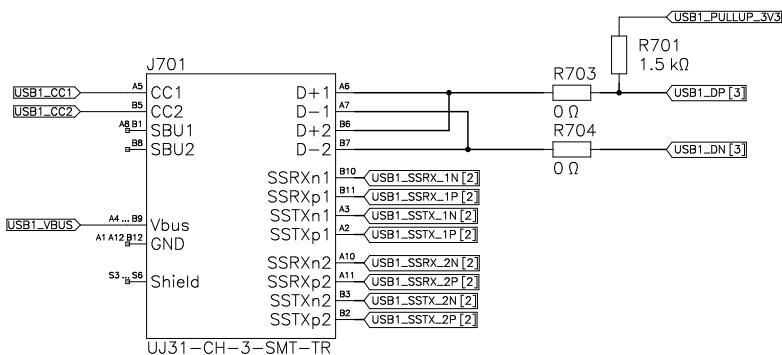 USB1_PULLUP_3V3
R701
1.5 kΩ
J701
R703
0 Ω
USB1_DP [3]
R704
0 Ω
USB1_DN [3]
USB1_CC1 A5 CC1 D+1 A6
USB1_CC2 B5 CC2 D-1 A7
A8 B1 SBU1 D+2 B6
B8 SBU2 D-2 B7
SSRXn1 B10 USB1_SSRX_1N [2]
SSRXp1 B11 USB1_SSRX_1P [2]
USB1_VBUS A4 ... B9 Vbus SSTXn1 A3 USB1_SSTX_1N [2]
A1 A12 B12 GND SSTXp1 A2 USB1_SSTX_1P [2]
SSRXn2 A10 USB1_SSRX_2N [2]
S3 ... S6 Shield SSRXp2 A11 USB1_SSRX_2P [2]
SSTXn2 B3 USB1_SSTX_2N [2]
SSTXp2 B2 USB1_SSTX_2P [2]
UJ31-CH-3-SMT-TR